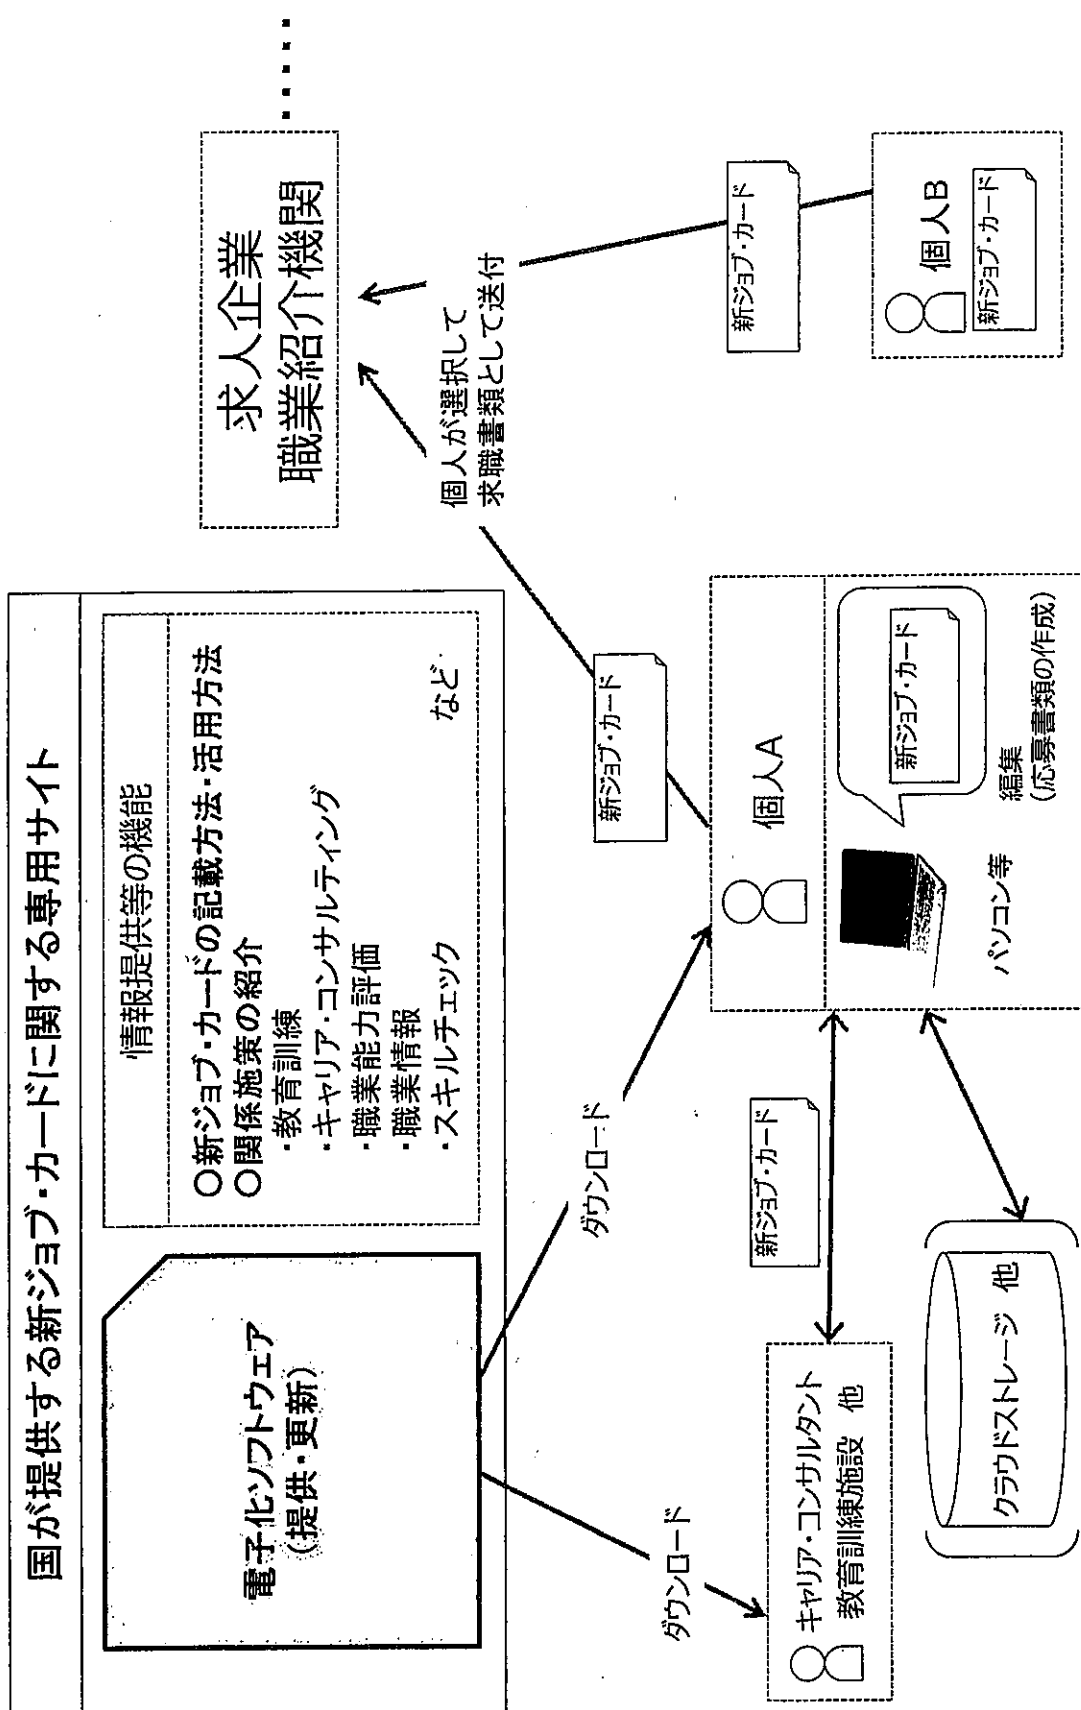 国が提供する新ジョブ・カードに関する専用サイト
電子化ソフトウェア
（提供・更新）
情報提供等の機能
○新ジョブ・カードの記載方法・活用方法
○関係施策の紹介
・教育訓練
・キャリア・コンサルティング
・職業能力評価
・職業情報
・スキルチェック
など
求人企業
職業紹介機関
・・・・・
ダウンロード
ダウンロード
新ジョブ・カード
個人が選択して
求職書類として送付
新ジョブ・カード
キャリア・コンサルタント
教育訓練施設 他
新ジョブ・カード
個人A
パソコン等
新ジョブ・カード
編集
（応募書類の作成）
個人B
新ジョブ・カード
クラウドストレージ 他